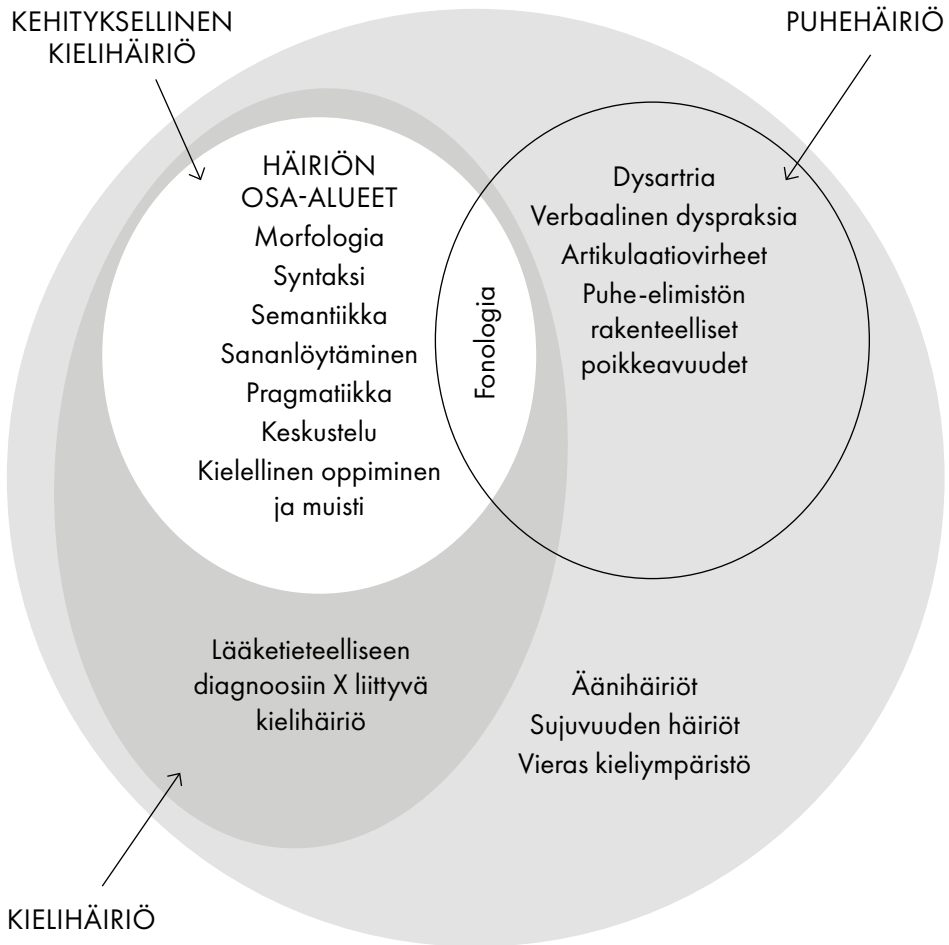 KEHITYKSELLINEN
KIELIHÄIRIÖ
PUHEHÄIRIÖ
HÄIRIÖN
OSA-ALUEET
Morfologia
Syntaksi
Semantiikka
Sananlöytäminen
Pragmatiikka
Keskustelu
Kielellinen oppiminen
ja muisti
Fonologia
Dysartria
Verbaalinen dyspraksia
Artikulaatiovirheet
Puhe-elimistön
rakenteelliset
poikkeavuudet
Lääketieteelliseen
diagnoosiin X liittyvä
kielihäiriö
Äänihäiriöt
Sujuvuuden häiriöt
Vieras kieliympäristö
KIELIHÄIRIÖ